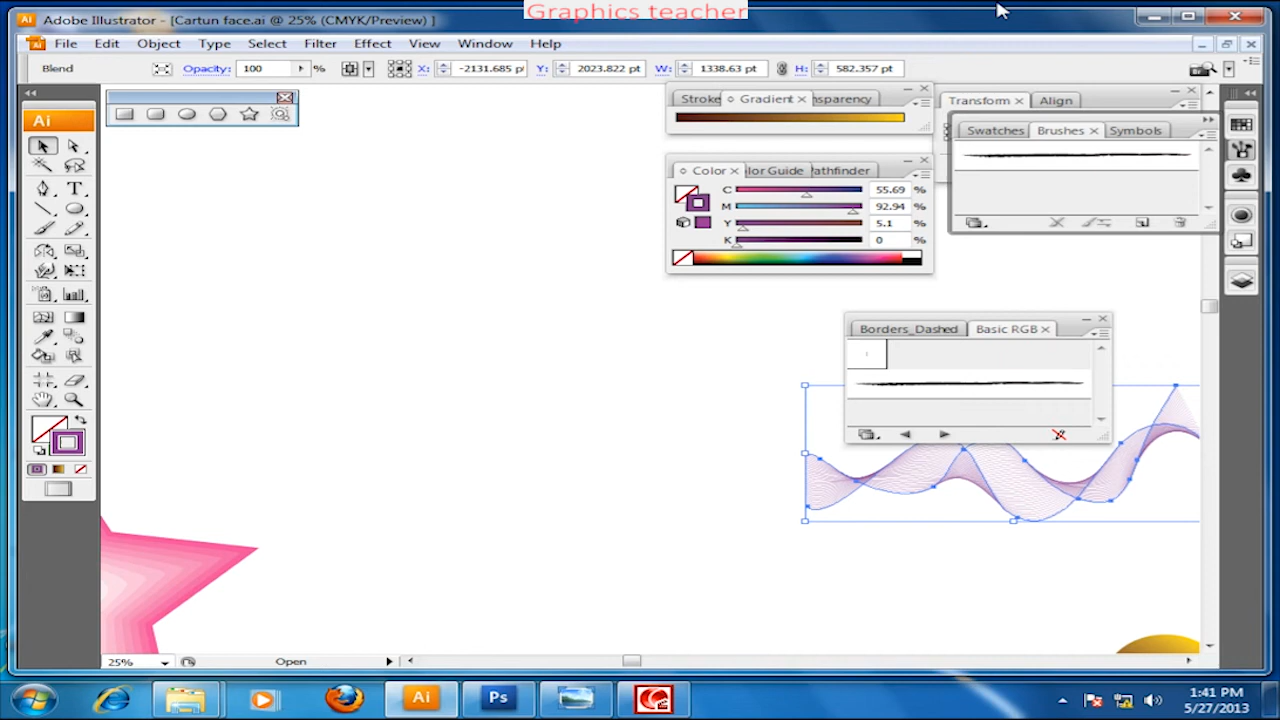 Graphics teacher
Ai Adobe Illustrator - [Cartun face.ai @ 25% (CMYK/Preview) ]
Ai File Edit Object Type Select Filter Effect View Window Help
Blend Opacity: 100 % X: -2131.685 p Y: 2023.822 pt W: 1338.63 pt H: 582.357 pt
Stroke Gradient nsparency
Transform Align
Ai
Swatches Brushes Symbols
Color lor Guide athfinder
C 55.69 %
M 92.94 %
Y 5.1 %
K 0 %
T
Borders_Dashed Basic RGB
25% Open
Ai Ps
1:41 PM
5/27/2013